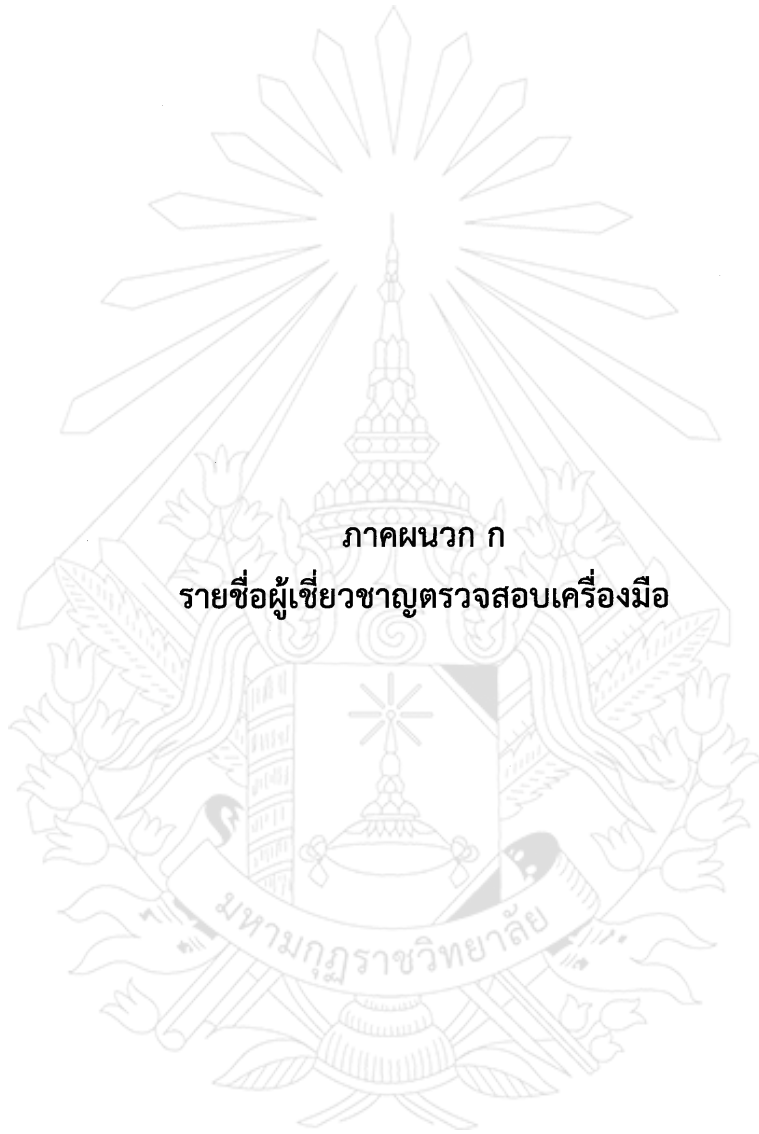 ภาคผนวก ก
รายชื่อผู้เชี่ยวชาญตรวจสอบเครื่องมือ
มหามกุฏราชวิทยาลัย